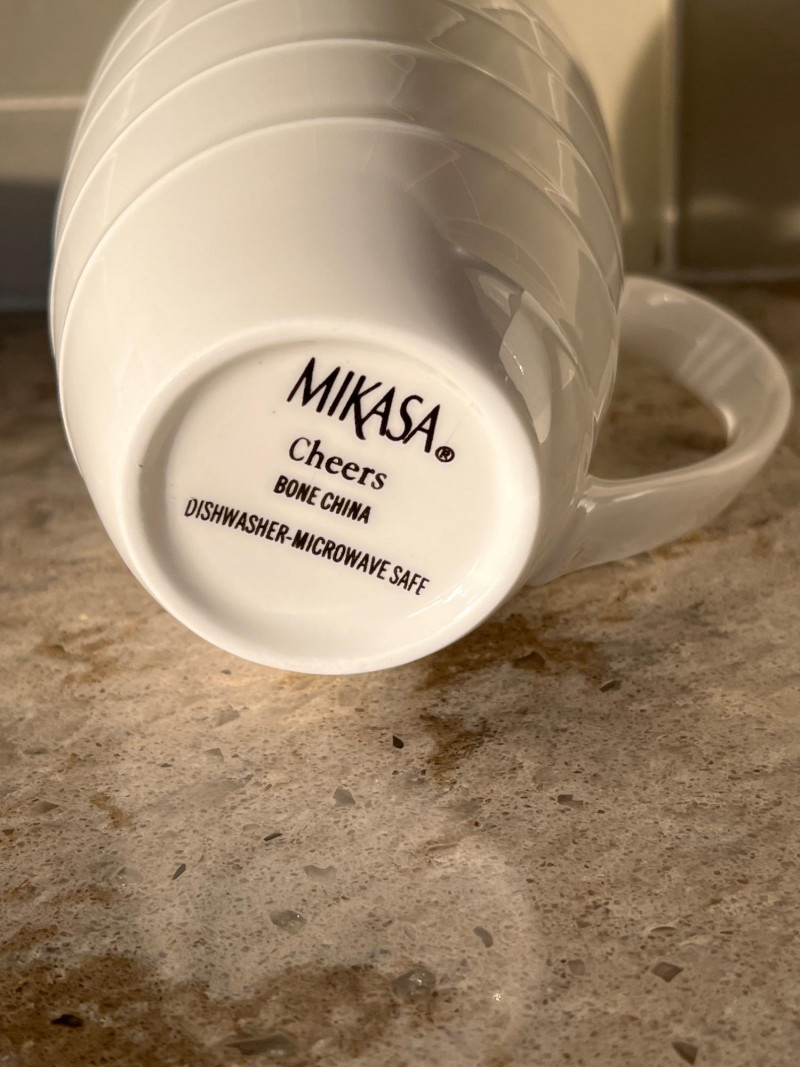 MIKASA®
Cheers
BONE CHINA
DISHWASHER-MICROWAVE SAFE